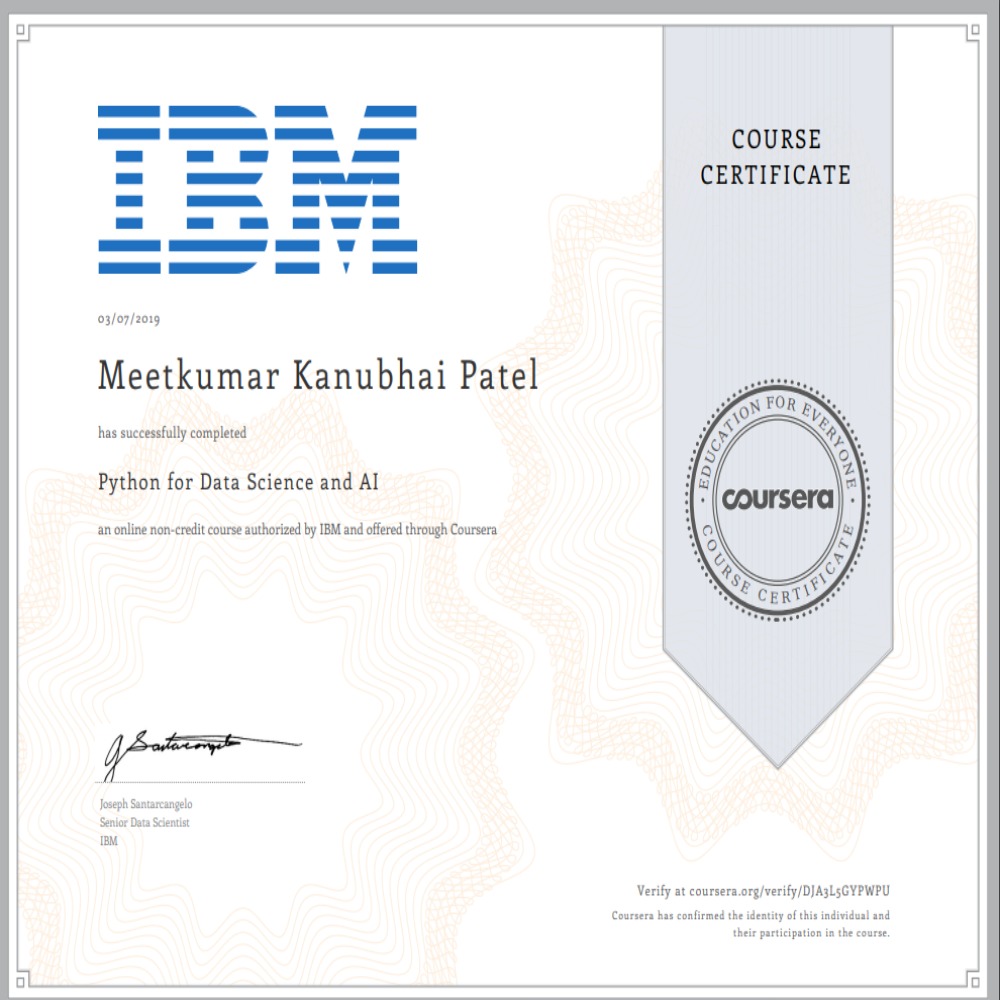 IBM
COURSE
CERTIFICATE
03/07/2019
Meetkumar Kanubhai Patel
has successfully completed
Python for Data Science and AI
an online non-credit course authorized by IBM and offered through Coursera
EDUCATION FOR EVERYONE
coursera
COURSE CERTIFICATE
J Santarcangelo
Joseph Santarcangelo
Senior Data Scientist
IBM
Verify at coursera.org/verify/DJA3L5GYPWPU
Coursera has confirmed the identity of this individual and
their participation in the course.